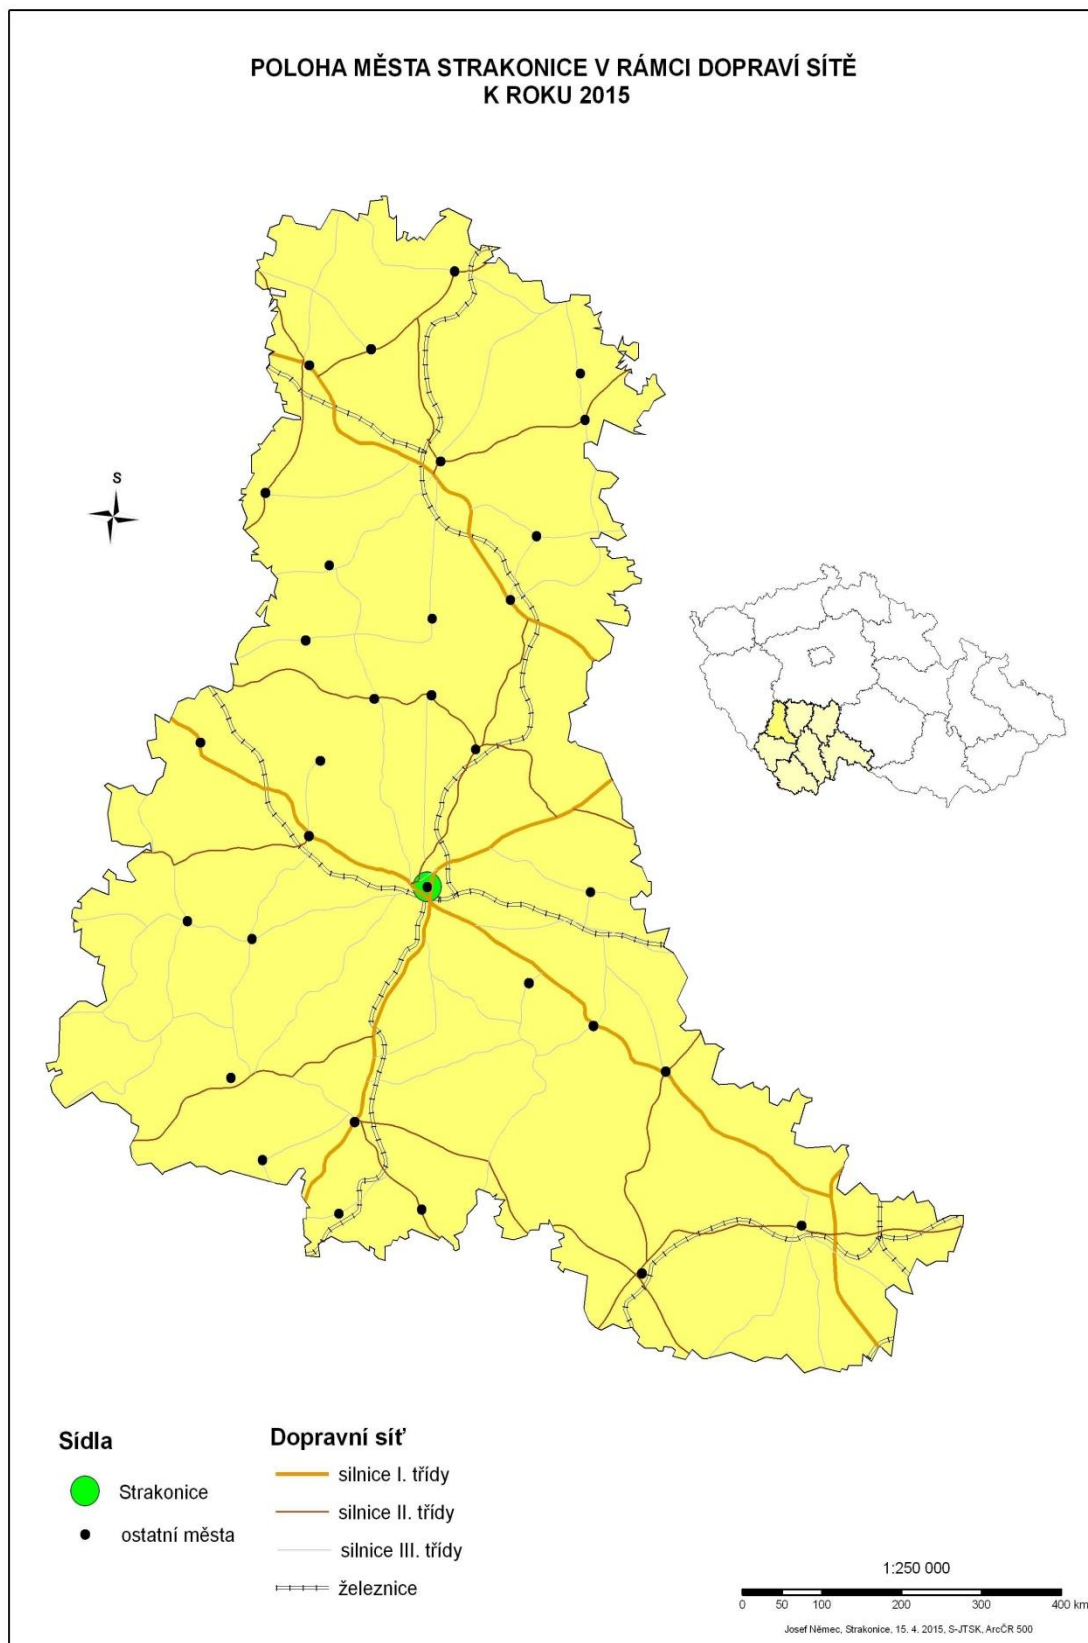 POLOHA MĚSTA STRAKONICE V RÁMCI DOPRAVÍ SÍTĚ
K ROKU 2015
S
Sídla
Strakonice
ostatní města
Dopravní síť
silnice I. třídy
silnice II. třídy
silnice III. třídy
železnice
1:250 000
0 50 100 200 300 400 km
Josef Němec, Strakonice, 15. 4. 2015, S-JTSK, ArcČR 500